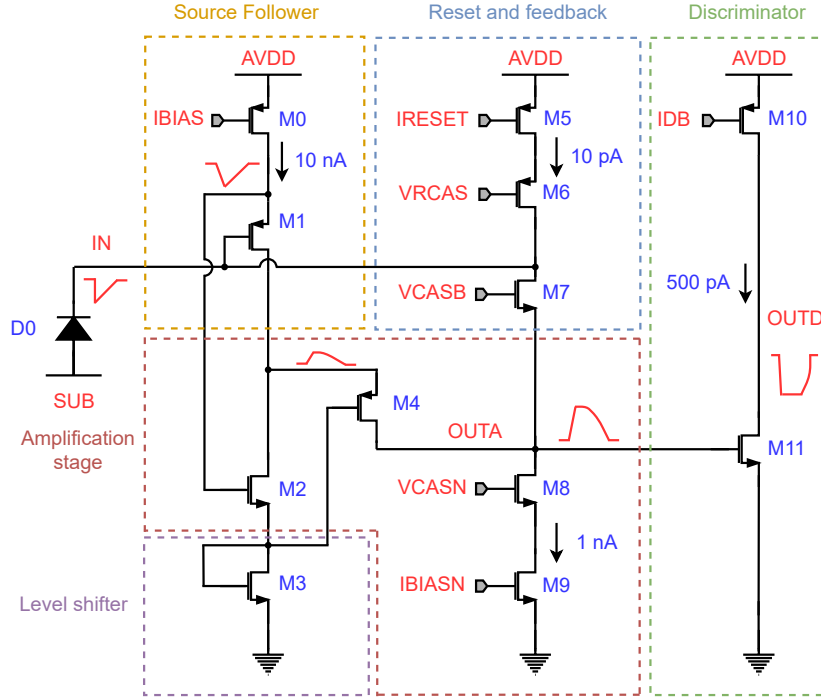 Source Follower
Reset and feedback
Discriminator
AVDD
AVDD
AVDD
IBIAS
M0
IRESET
M5
IDB
M10
10 nA
10 pA
VRCAS
M6
M1
IN
VCASB
M7
500 pA
D0
OUTD
SUB
M4
Amplification
stage
OUTA
M11
M2
VCASN
M8
1 nA
Level shifter
M3
IBIASN
M9